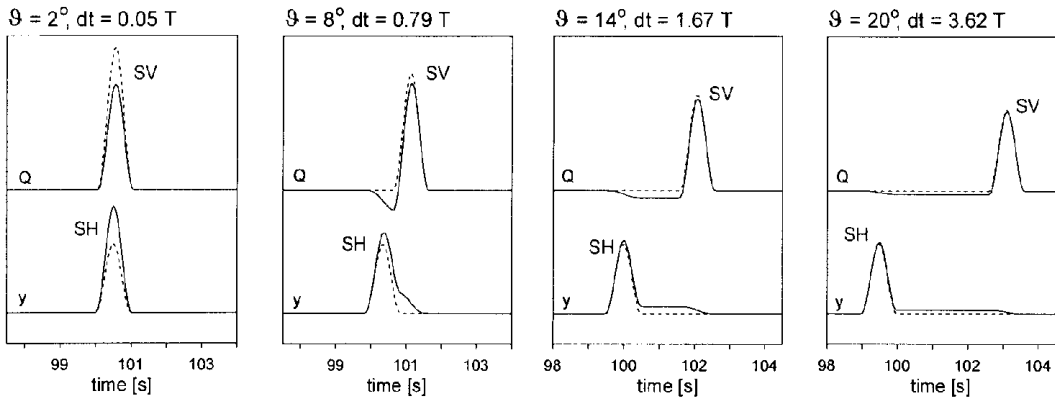 ϑ = 2°, dt = 0.05 T
SV
Q
SH
y
99 101 103
time [s]
ϑ = 8°, dt = 0.79 T
SV
Q
SH
y
99 101 103
time [s]
ϑ = 14°, dt = 1.67 T
SV
Q
SH
y
98 100 102 104
time [s]
ϑ = 20°, dt = 3.62 T
SV
Q
SH
y
98 100 102 104
time [s]